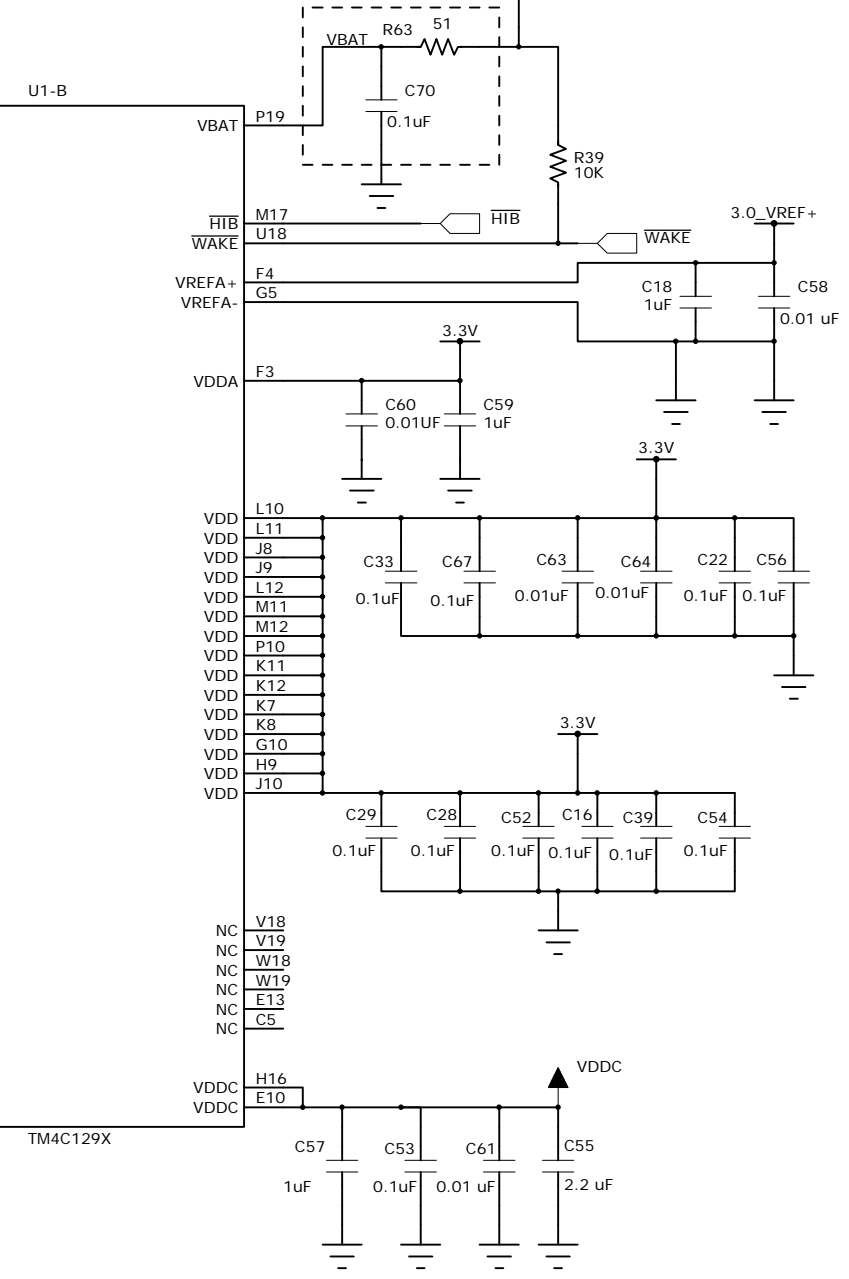 R63 51
VBAT
U1-B
C70
0.1uF
VBAT P19
R39
10K
HIB M17 HIB
WAKE U18 WAKE
3.0_VREF+
VREFA+ F4
VREFA- G5
C18
1uF
C58
0.01 uF
3.3V
VDDA F3
C60
0.01UF
C59
1uF
3.3V
VDD L10
VDD L11
VDD J8
VDD J9
VDD L12
VDD M11
VDD M12
VDD P10
VDD K11
VDD K12
VDD K7
VDD K8
VDD G10
VDD H9
VDD J10
C33 C67 C63 C64 C22 C56
0.1uF 0.1uF 0.01uF 0.01uF 0.1uF 0.1uF
3.3V
C29 C28 C52 C16 C39 C54
0.1uF 0.1uF 0.1uF 0.1uF 0.1uF 0.1uF
NC V18
NC V19
NC W18
NC W19
NC E13
NC C5
VDDC
VDDC H16
VDDC E10
TM4C129X
C57 C53 C61 C55
1uF 0.1uF 0.01 uF 2.2 uF